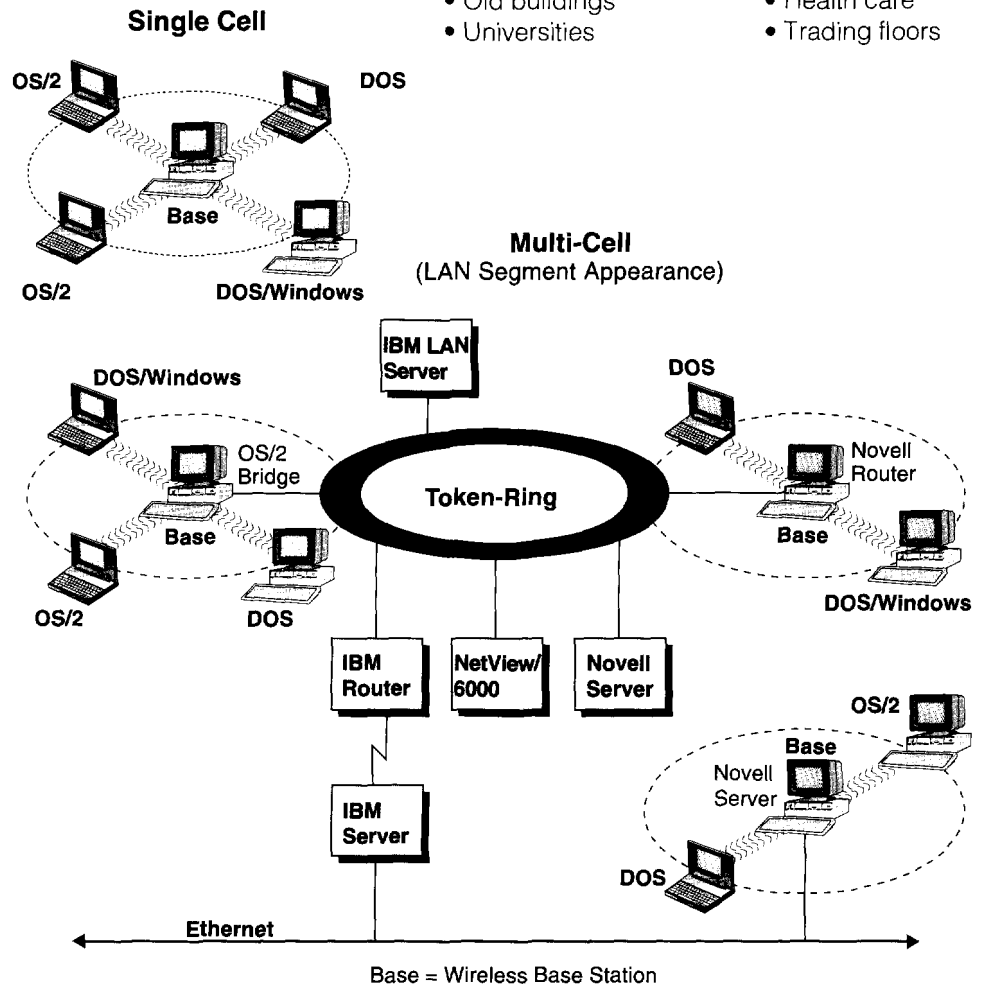 Single Cell
• Old buildings
• Health care
• Universities
• Trading floors
OS/2
DOS
Base
OS/2
DOS/Windows
Multi-Cell
(LAN Segment Appearance)
IBM LAN
Server
DOS/Windows
DOS
OS/2
Bridge
Novell
Router
Token-Ring
Base
Base
OS/2
DOS
DOS/Windows
IBM
Router
NetView/
6000
Novell
Server
OS/2
Base
Novell
Server
IBM
Server
DOS
Ethernet
Base = Wireless Base Station